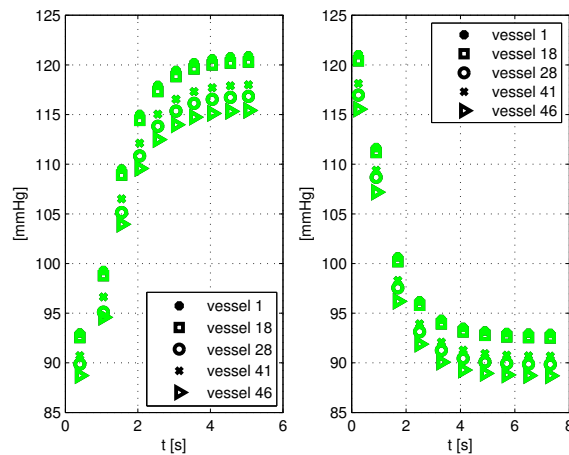 125
120
115
110
105
100
95
90
85
[mmHg]
0 2 4 6 8
t [s]
vessel 1
vessel 18
vessel 28
vessel 41
vessel 46
125
120
115
110
105
100
95
90
85
[mmHg]
0 2 4 6 8
t [s]
vessel 1
vessel 18
vessel 28
vessel 41
vessel 46